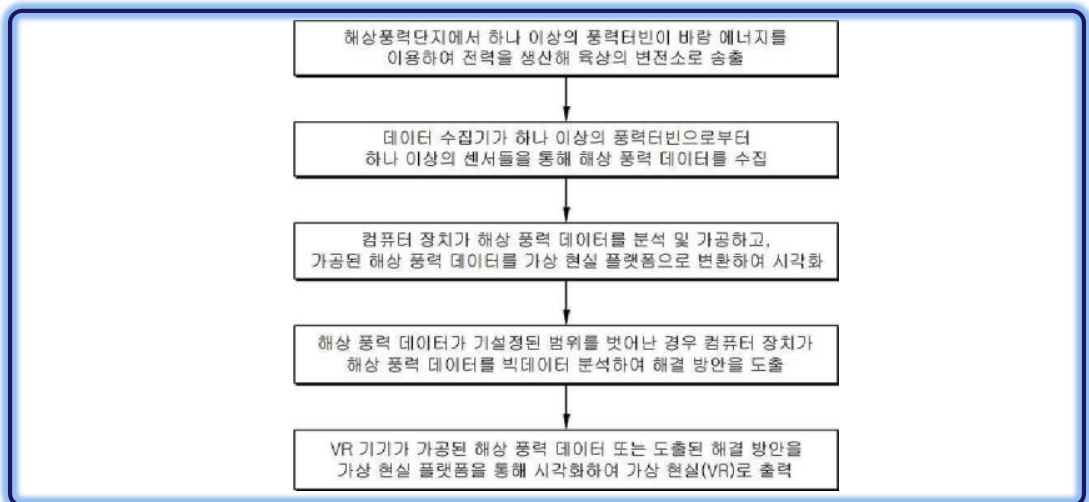 해상풍력단지에서 하나 이상의 풍력터빈이 바람 에너지를
이용하여 전력을 생산해 육상의 변전소로 송출
데이터 수집기가 하나 이상의 풍력터빈으로부터
하나 이상의 센서들을 통해 해상 풍력 데이터를 수집
컴퓨터 장치가 해상 풍력 데이터를 분석 및 가공하고,
가공된 해상 풍력 데이터를 가상 현실 플랫폼으로 변환하여 시각화
해상 풍력 데이터가 기설정된 범위를 벗어난 경우 컴퓨터 장치가
해상 풍력 데이터를 빅데이터 분석하여 해결 방안을 도출
VR 기기가 가공된 해상 풍력 데이터 또는 도출된 해결 방안을
가상 현실 플랫폼을 통해 시각화하여 가상 현실(VR)로 출력